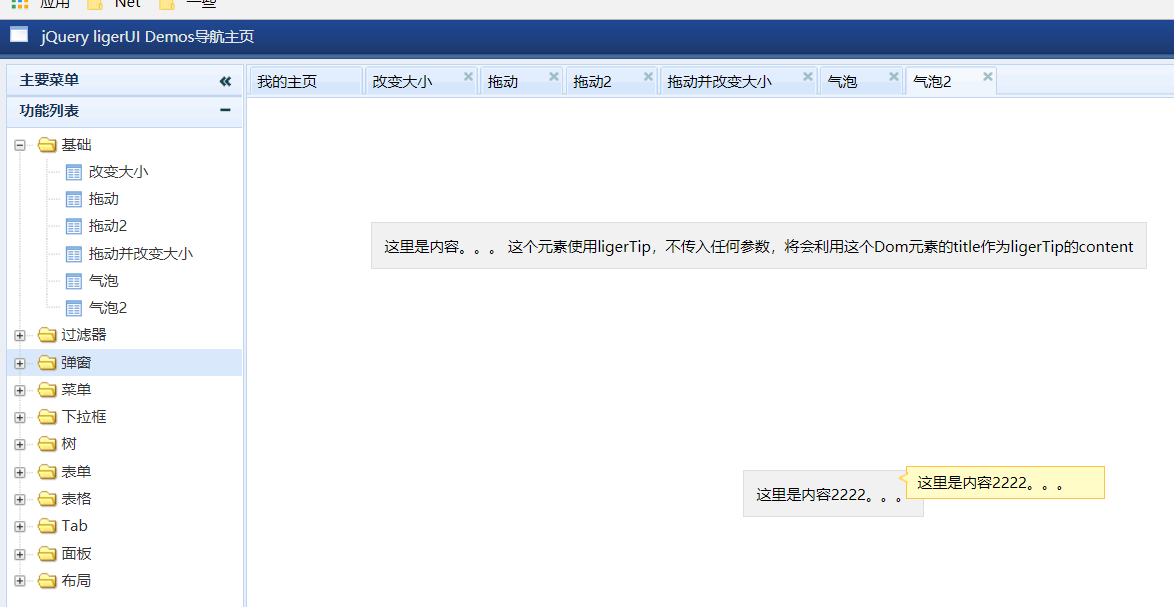 应用 Net 一些
jQuery ligerUI Demos导航主页
主要菜单
功能列表
基础
改变大小
拖动
拖动2
拖动并改变大小
气泡
气泡2
过滤器
弹窗
菜单
下拉框
树
表单
表格
Tab
面板
布局
我的主页 改变大小 拖动 拖动2 拖动并改变大小 气泡 气泡2
这里是内容。。。 这个元素使用ligerTip，不传入任何参数，将会利用这个Dom元素的title作为ligerTip的content
这里是内容2222。。。
这里是内容2222。。。